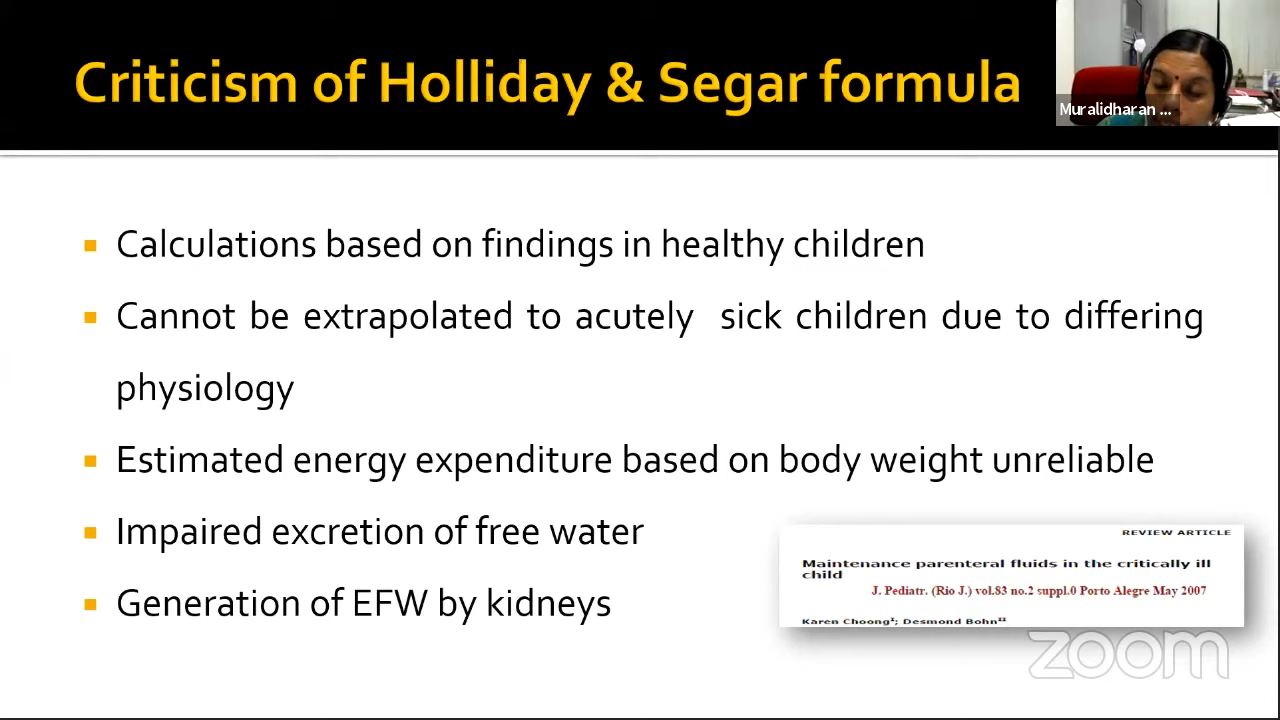 Criticism of Holliday & Segar formula
Muralidharan ...
Calculations based on findings in healthy children
Cannot be extrapolated to acutely sick children due to differing
physiology
Estimated energy expenditure based on body weight unreliable
Impaired excretion of free water
Generation of EFW by kidneys
REVIEW ARTICLE
Maintenance parenteral fluids in the critically ill
child
J. Pediatr. (Rio J.) vol.83 no.2 suppl.0 Porto Alegre May 2007
Karen Choong I; Desmond Bohn II
zoom